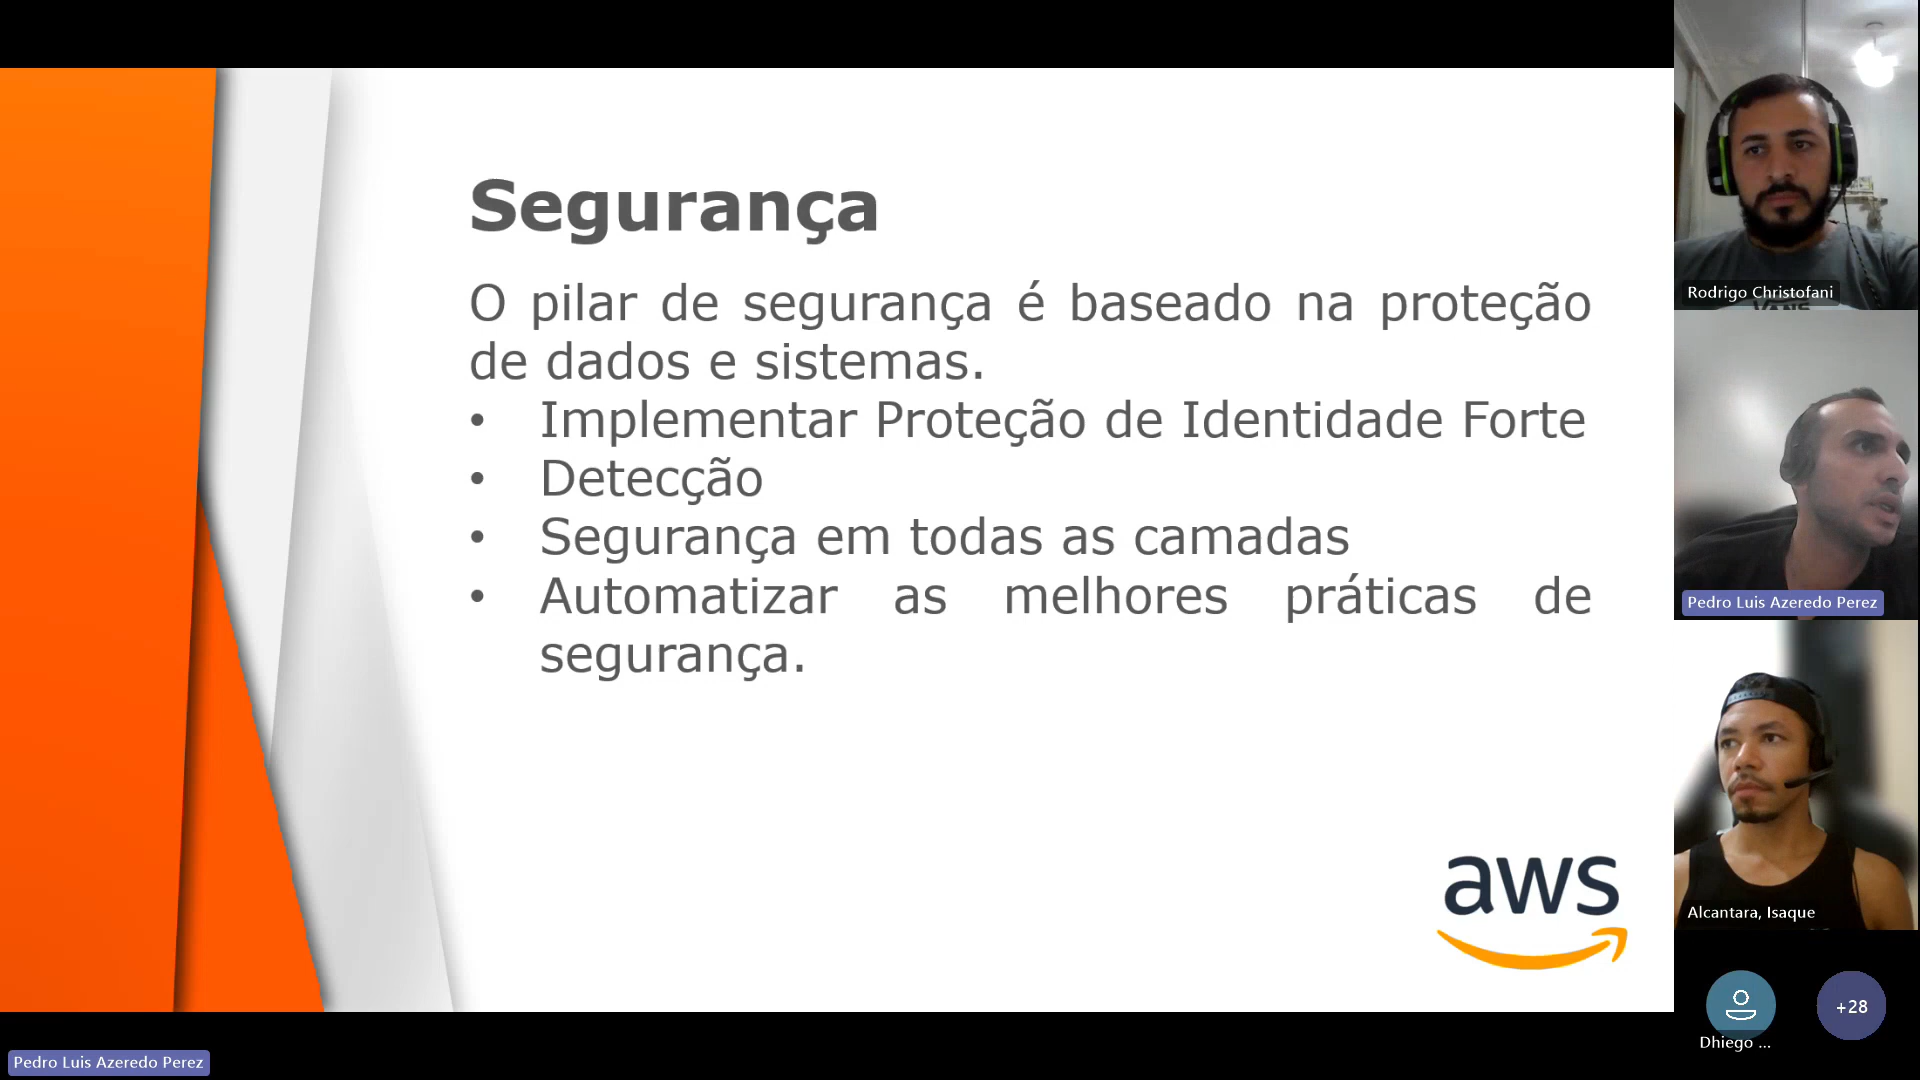 Segurança
O pilar de segurança é baseado na proteção
de dados e sistemas.
• Implementar Proteção de Identidade Forte
• Detecção
• Segurança em todas as camadas
• Automatizar as melhores práticas de
segurança.
aws
Pedro Luis Azeredo Perez
Rodrigo Christofani
VANS
Pedro Luis Azeredo Perez
Alcantara, Isaque
Dhiego ...
+28